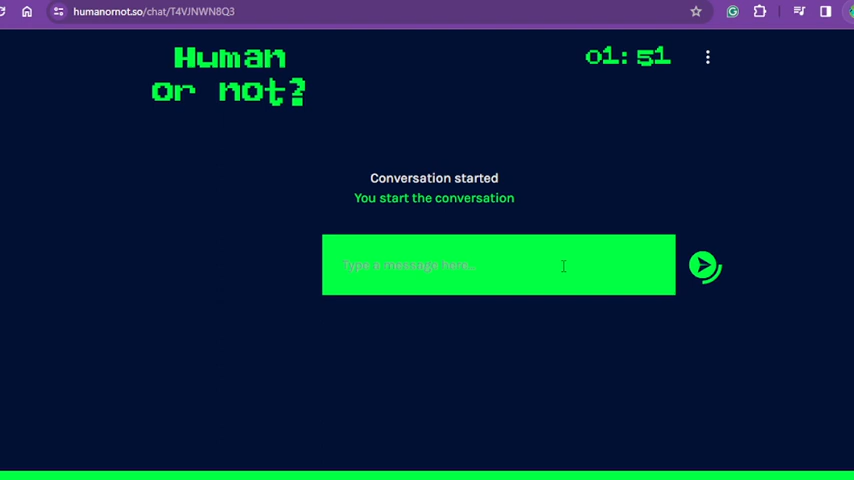 humanornot.so/chat/T4VJNWN8Q3
Human
or not?
01:51
Conversation started
You start the conversation
Type a message here..